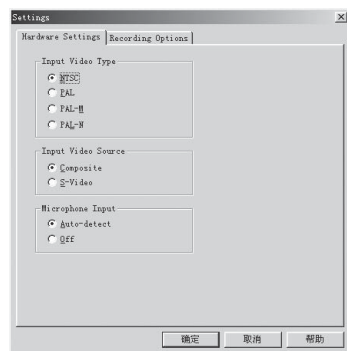 Settings
Hardware Settings Recording Options
Input Video Type
NTSC
PAL
PAL-M
PAL-N
Input Video Source
Composite
S-Video
Microphone Input
Auto-detect
Off
确定 取消 帮助